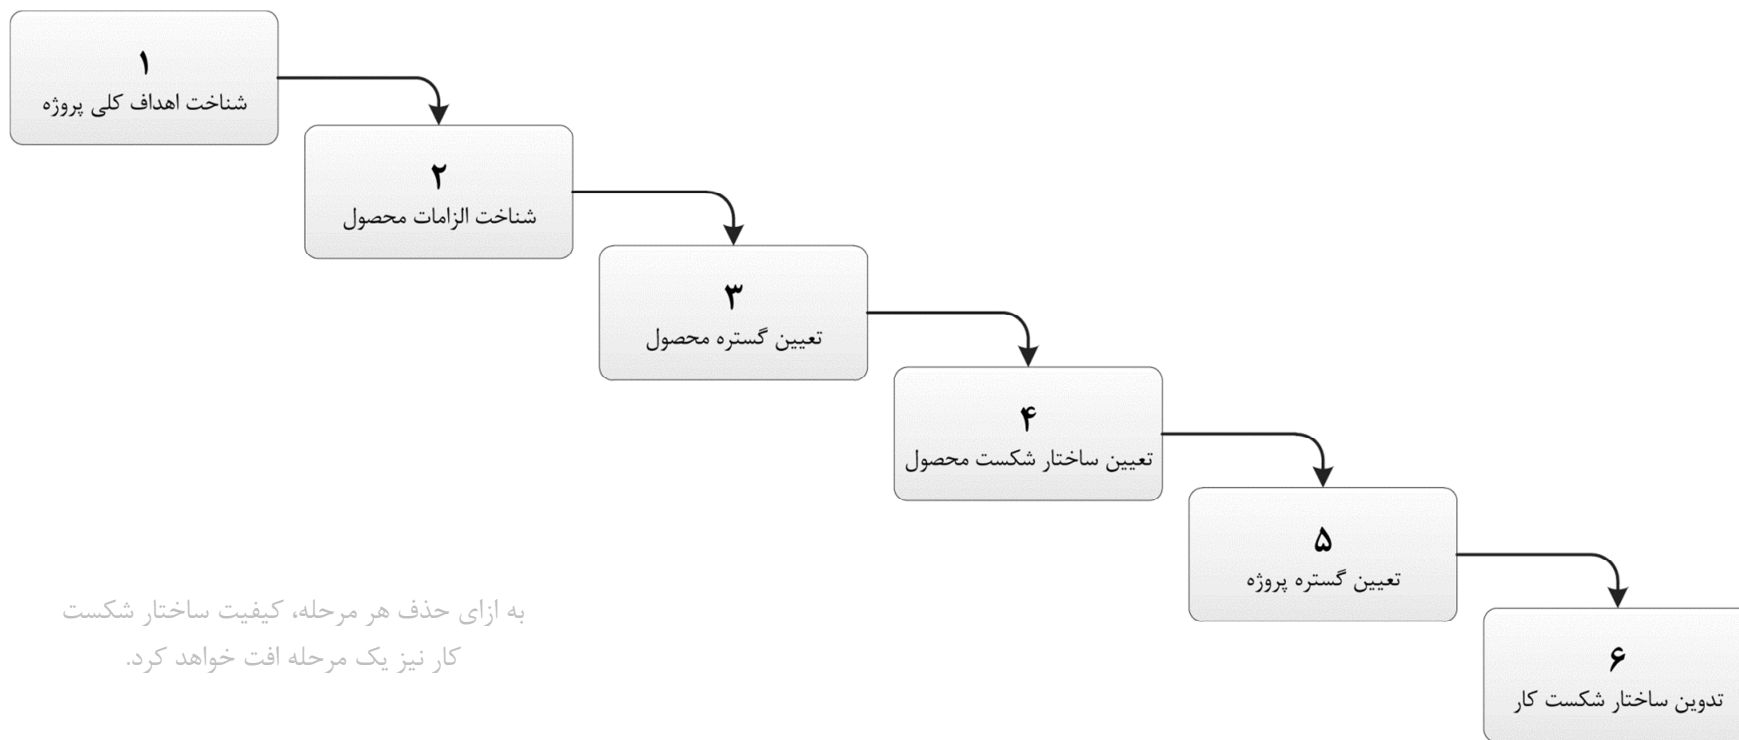 ۱
شناخت اهداف کلی پروژه
۲
شناخت الزامات محصول
۳
تعیین گستره محصول
۴
تعیین ساختار شکست محصول
۵
تعیین گستره پروژه
۶
تدوین ساختار شکست کار
به ازای حذف هر مرحله، کیفیت ساختار شکست
کار نیز یک مرحله افت خواهد کرد.